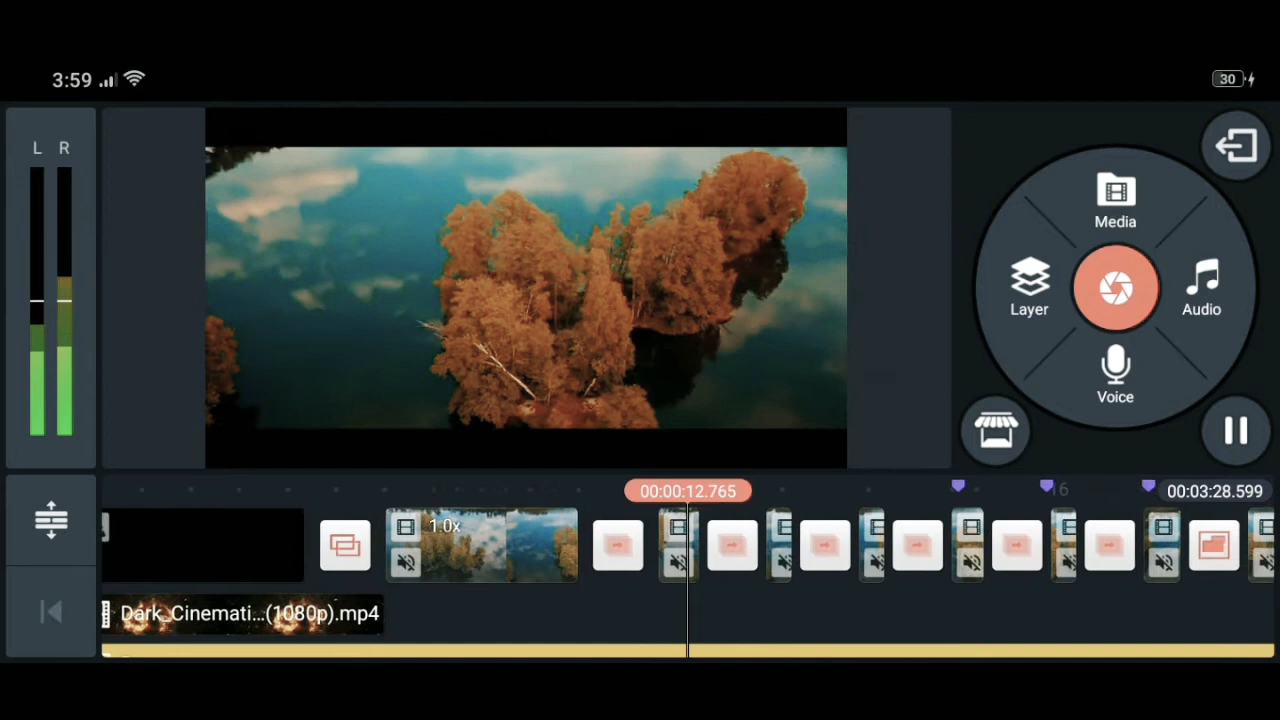 3:59
30
L R
Media
Layer
Audio
Voice
00:00:12.765
16
00:03:28.599
1.0x
Dark_Cinemati...(1080p).mp4